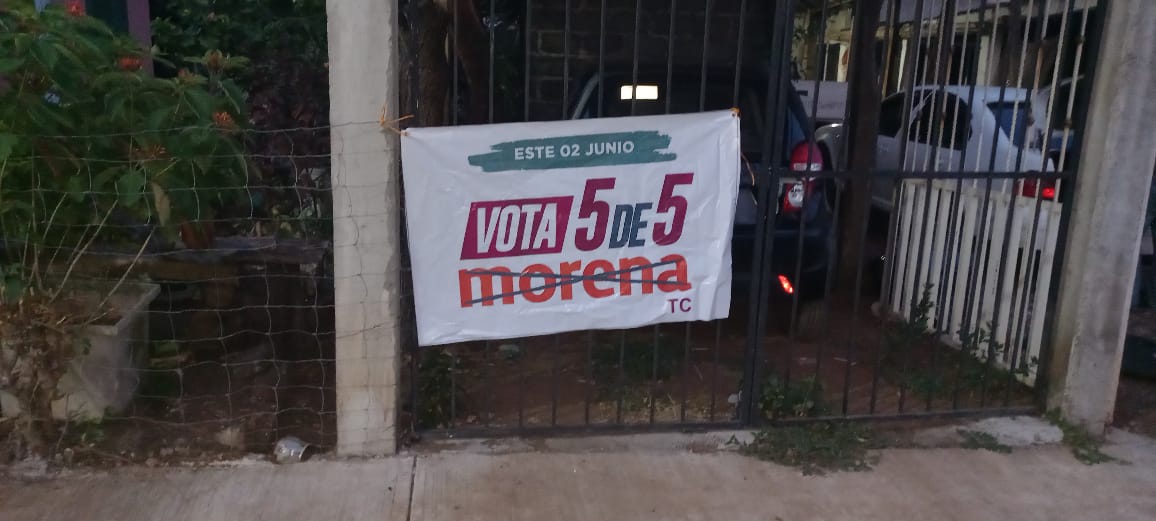 ESTE 02 JUNIO
VOTA 5 DE 5
morena
TC